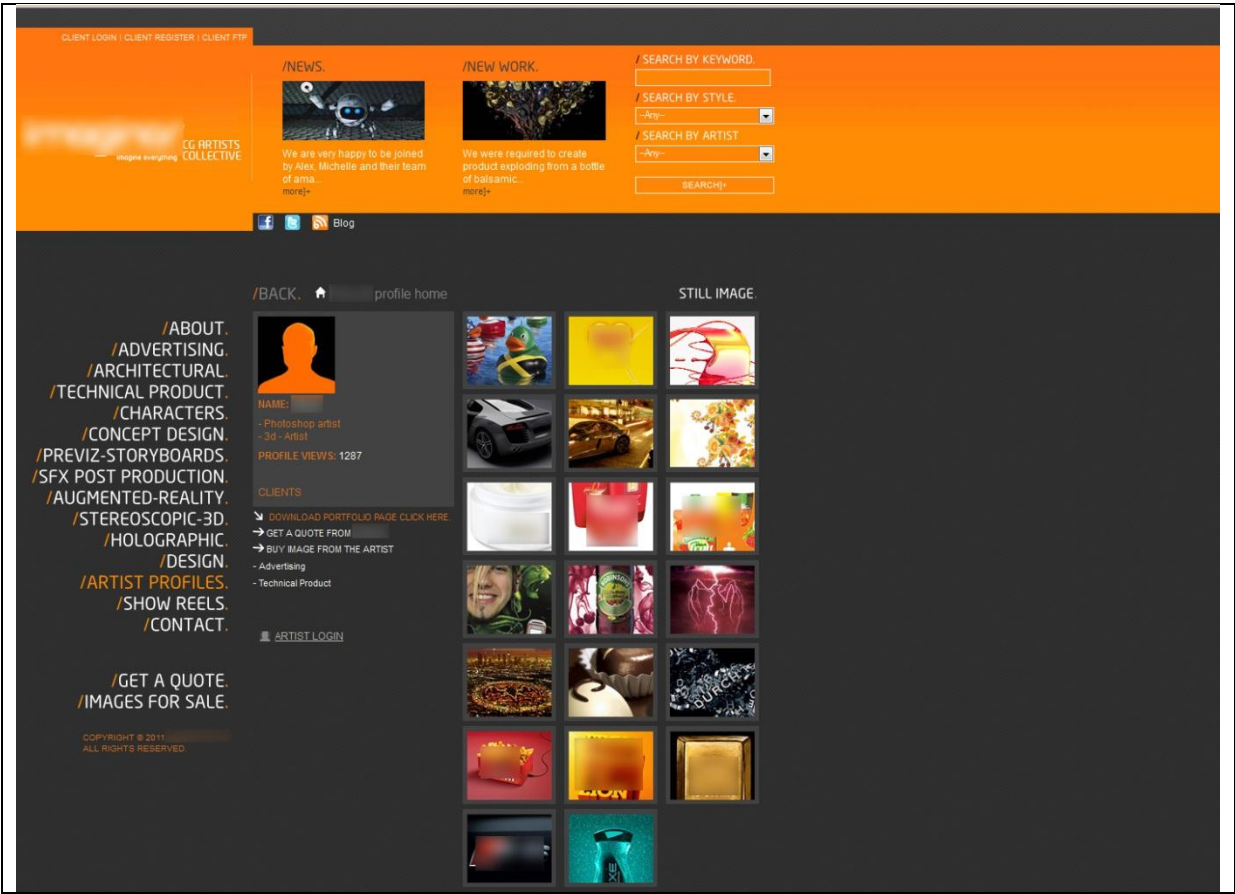 CLIENT LOGIN | CLIENT REGISTER | CLIENT FTP
imagine everything
CG ARTISTS
COLLECTIVE
/NEWS.
We are very happy to be joined
by Alex, Michelle and their team
of ama...
more]+
/NEW WORK.
We were required to create
product exploding from a bottle
of balsamic...
more]+
/ SEARCH BY KEYWORD.
/ SEARCH BY STYLE.
--Any--
/ SEARCH BY ARTIST
--Any--
SEARCH]+
Blog
/BACK.
profile home
STILL IMAGE.
/ABOUT.
/ADVERTISING.
/ARCHITECTURAL.
/TECHNICAL PRODUCT.
/CHARACTERS.
/CONCEPT DESIGN.
/PREVIZ-STORYBOARDS.
/SFX POST PRODUCTION.
/AUGMENTED-REALITY.
/STEREOSCOPIC-3D.
/HOLOGRAPHIC.
/DESIGN.
/ARTIST PROFILES.
/SHOW REELS.
/CONTACT.
/GET A QUOTE.
/IMAGES FOR SALE.
COPYRIGHT © 2011
ALL RIGHTS RESERVED
NAME:
- Photoshop artist
- 3d - Artist
PROFILE VIEWS: 1287
CLIENTS
DOWNLOAD PORTFOLIO PAGE CLICK HERE.
GET A QUOTE FROM
BUY IMAGE FROM THE ARTIST
- Advertising
- Technical Product
ARTIST LOGIN
ROBINSONS
DURCH
LION
AXE